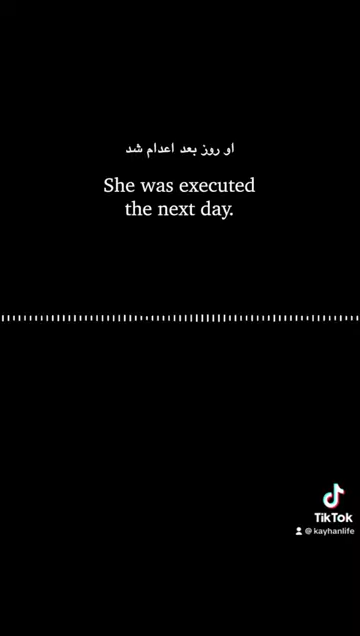 او روز بعد اعدام شد
She was executed
the next day.
TikTok
@ kayhanlife